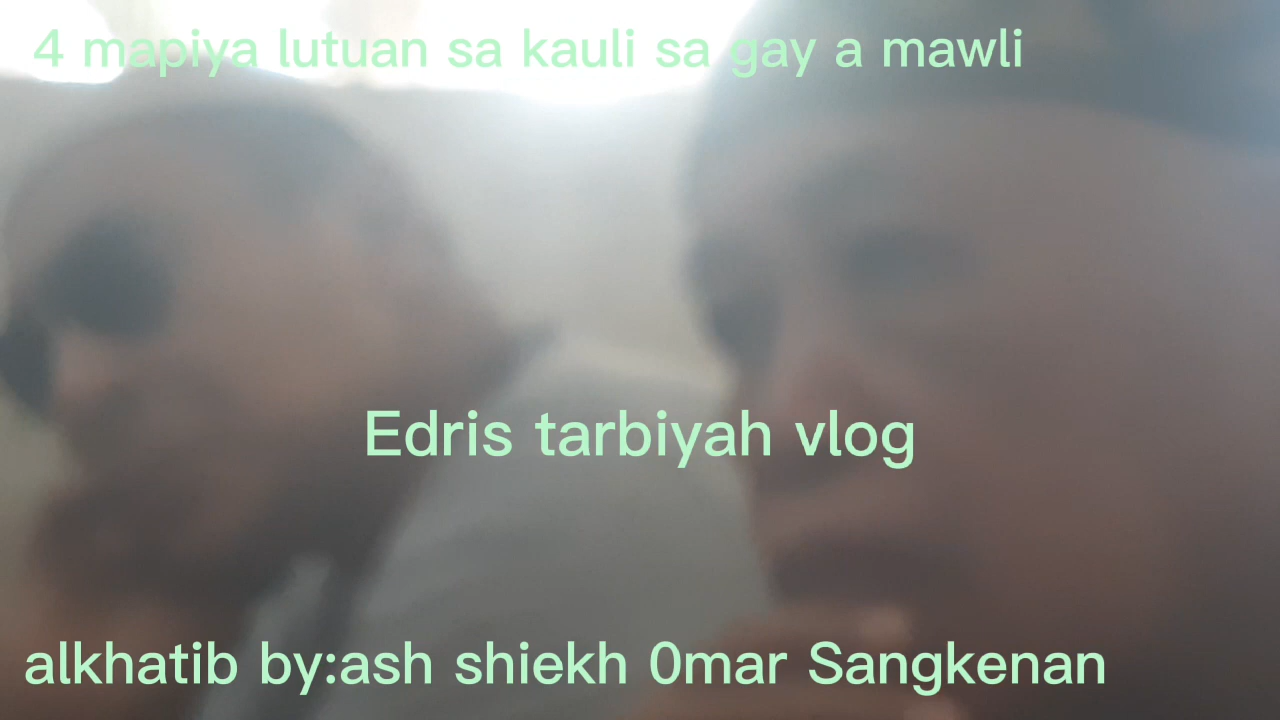 4 mapiya lutuan sa kauli sa gay a mawli
Edris tarbiyah vlog
alkhatib by:ash shiekh 0mar Sangkenan